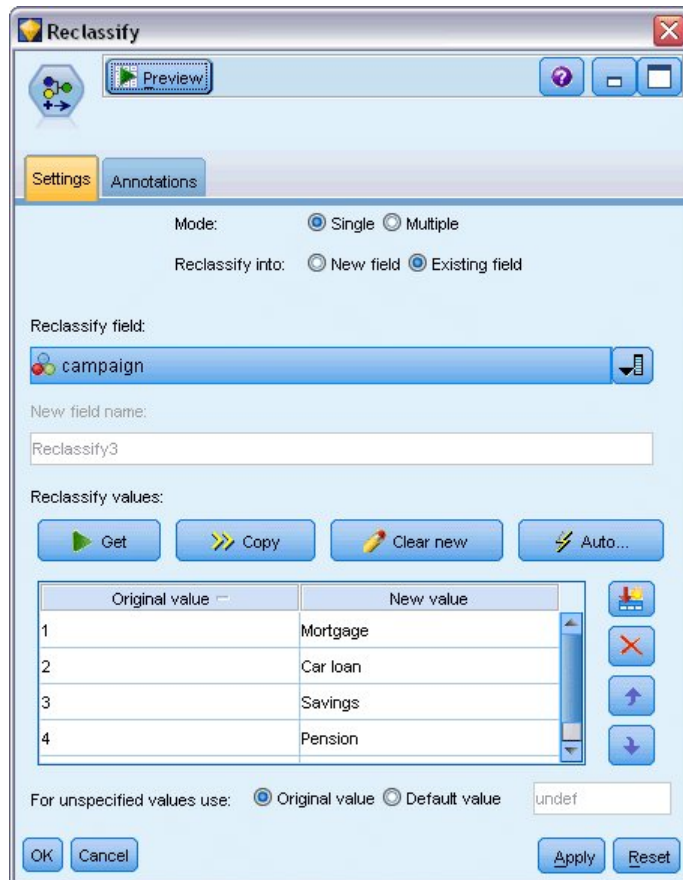 Reclassify
Preview
?
Settings Annotations
Mode: Single Multiple
Reclassify into: New field Existing field
Reclassify field:
campaign
New field name:
Reclassify3
Reclassify values:
Get Copy Clear new Auto...
Original value New value
1 Mortgage
2 Car loan
3 Savings
4 Pension
For unspecified values use: Original value Default value undef
OK Cancel Apply Reset